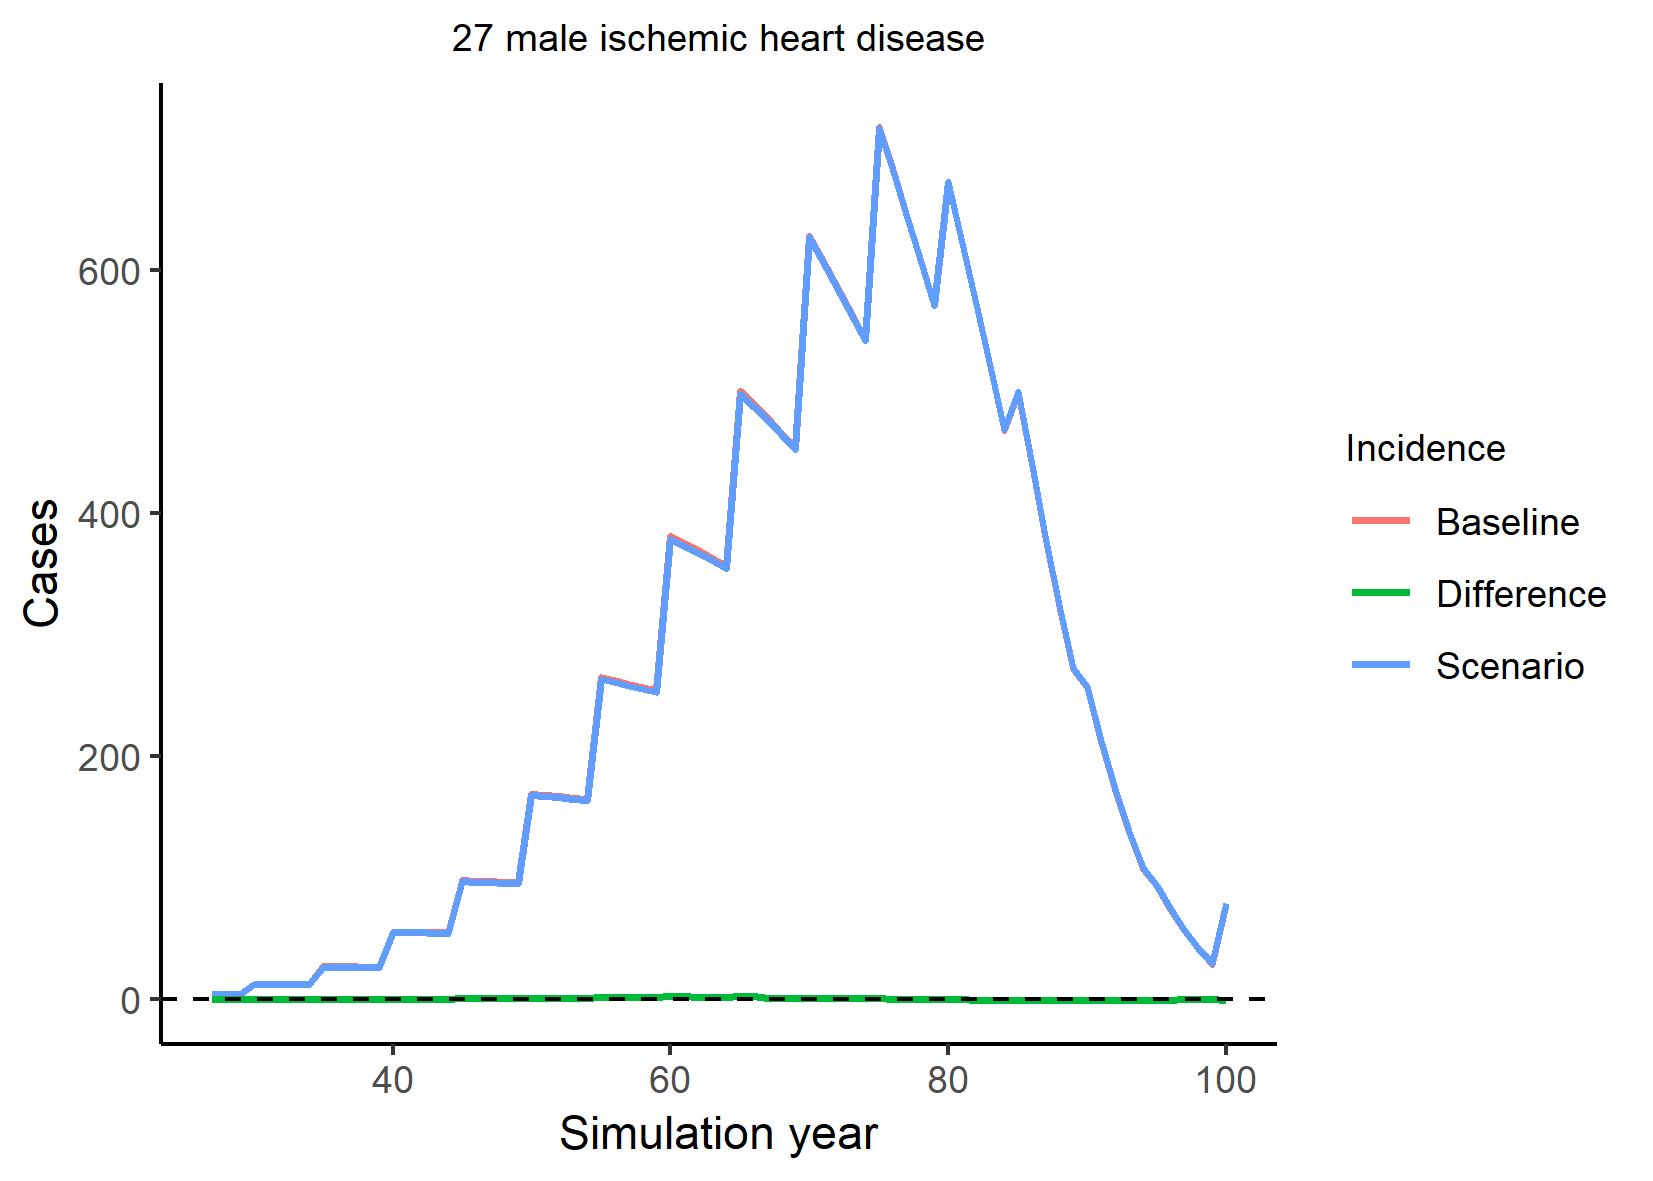 27 male ischemic heart disease
Cases
600
400
200
0
40 60 80 100
Simulation year
Incidence
Baseline
Difference
Scenario